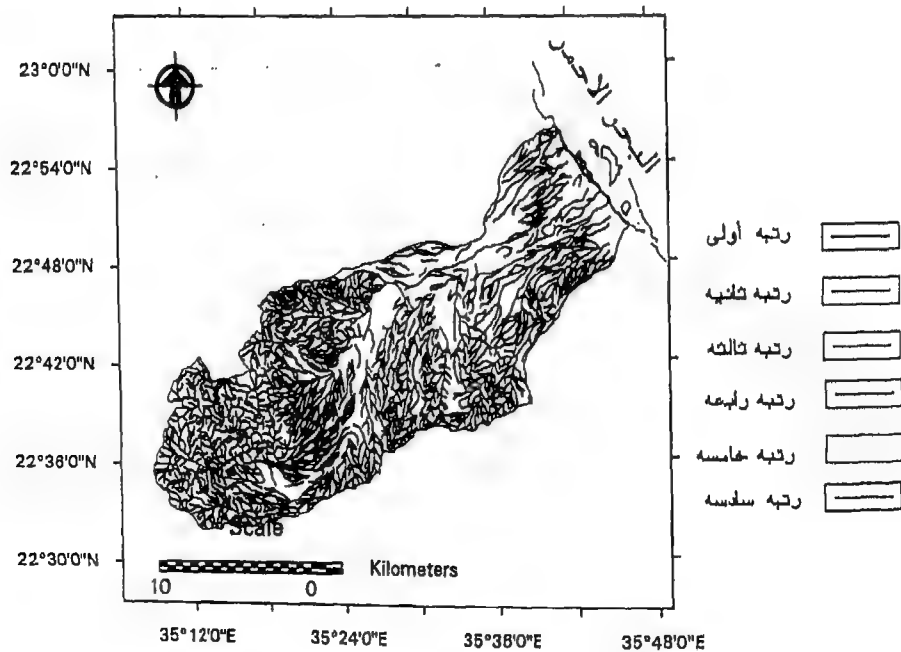 23°0'0"N
22°54'0"N
22°48'0"N
22°42'0"N
22°36'0"N
22°30'0"N
البحر الاحمر
رتبه أولى
رتبه ثانيه
رتبه ثالثه
رتبه رابعه
رتبه خامسه
رتبه سادسه
Scale
Kilometers
10 0
35°12'0"E 35°24'0"E 35°38'0"E 35°48'0"E